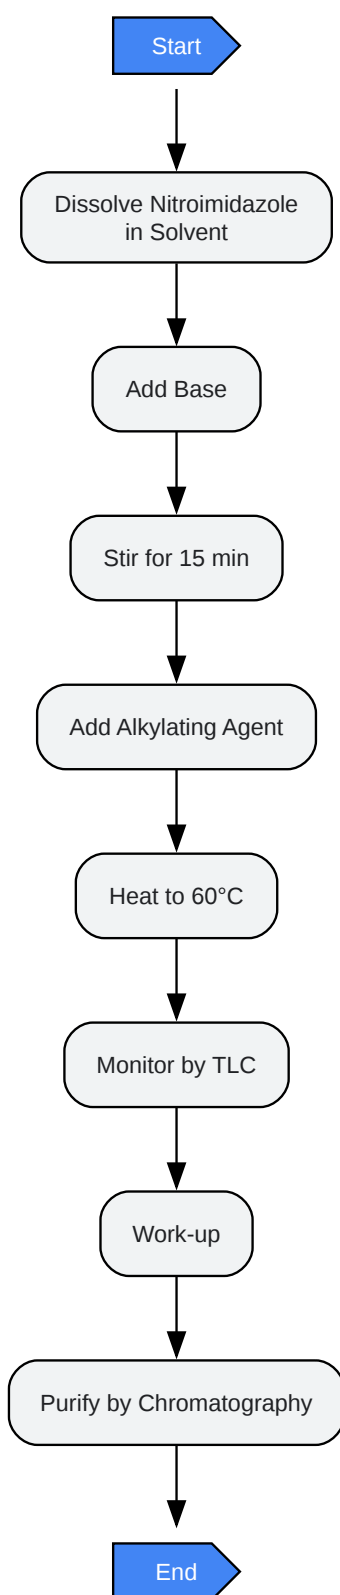 Start
Dissolve Nitroimidazole
in Solvent
Add Base
Stir for 15 min
Add Alkylating Agent
Heat to 60°C
Monitor by TLC
Work-up
Purify by Chromatography
End